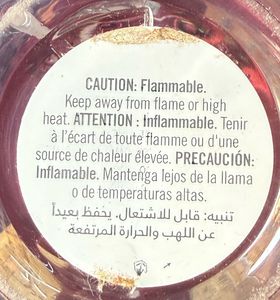 CAUTION: Flammable.
Keep away from flame or high
heat. ATTENTION : Inflammable. Tenir
à l'écart de toute flamme ou d'une
source de chaleur élevée. PRECAUCIÓN:
Inflamable. Mantenga lejos de la llama
o de temperaturas altas.
تنبيه: قابل للاشتعال. يحفظ بعيداً
عن اللهب والحرارة المرتفعة